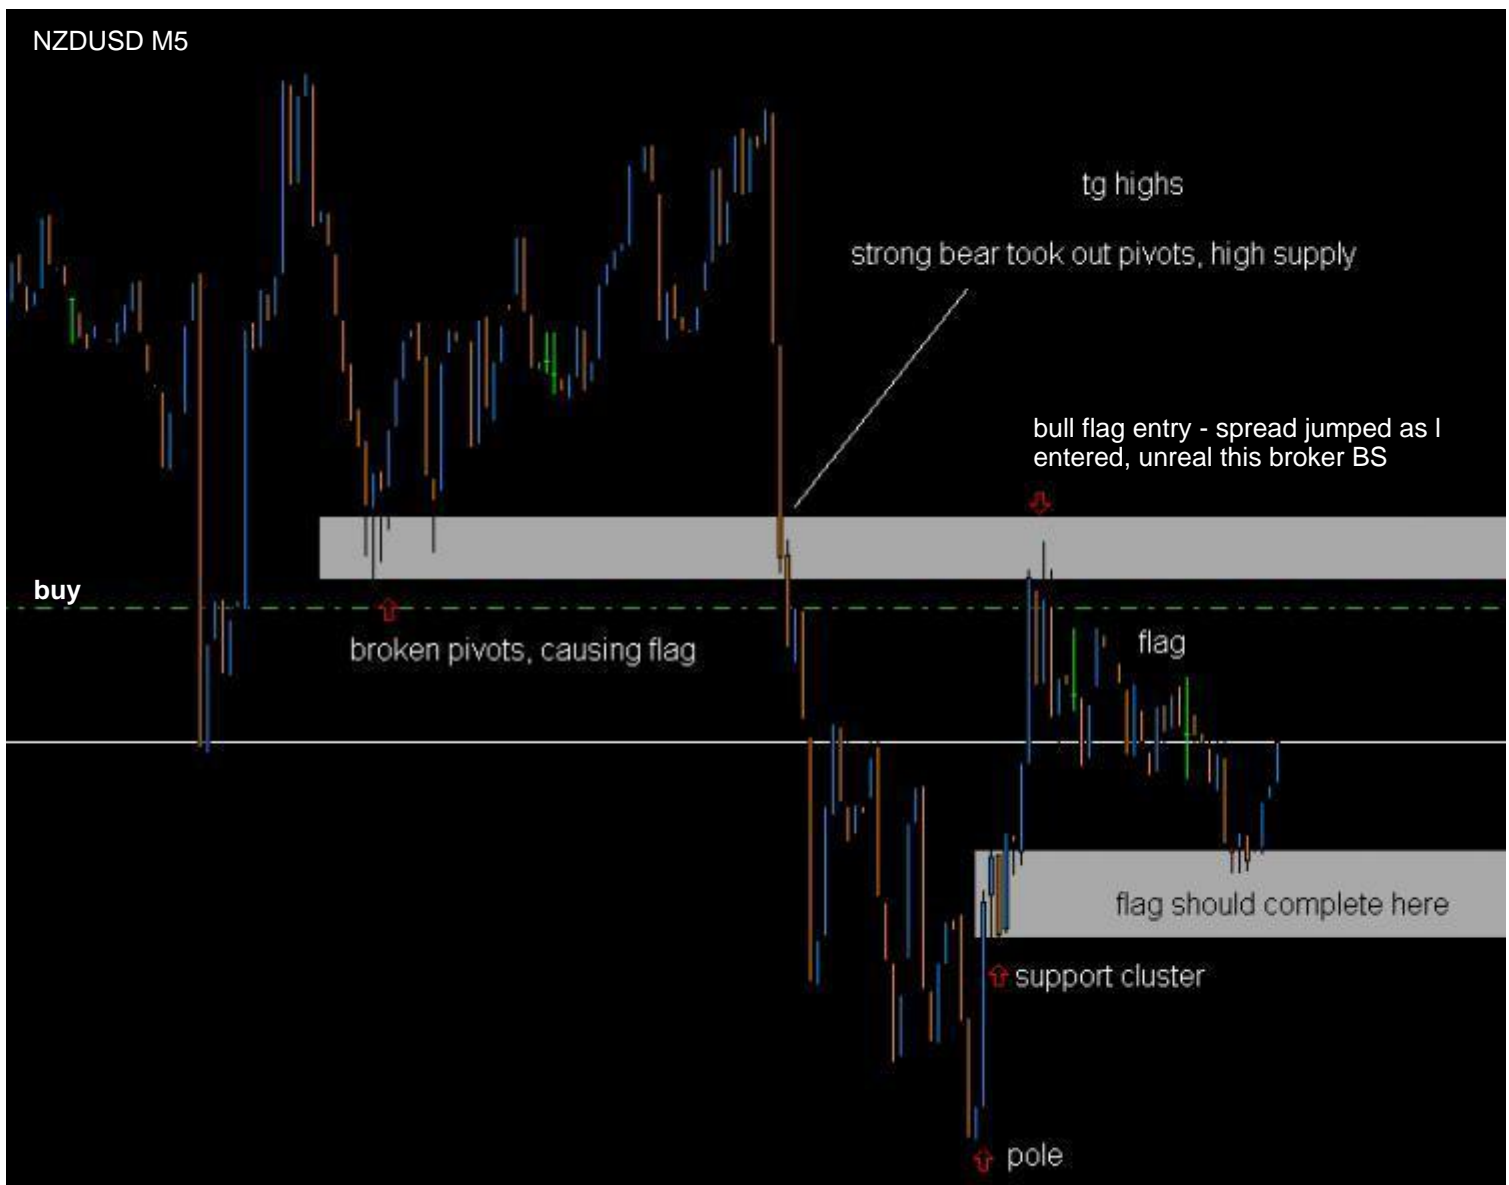 NZDUSD M5
tg highs
strong bear took out pivots, high supply
bull flag entry - spread jumped as I
entered, unreal this broker BS
buy
broken pivots, causing flag
flag
flag should complete here
support cluster
pole